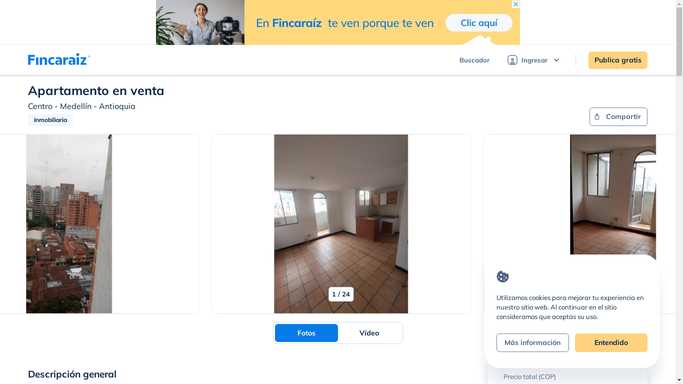 En Fincaraíz te ven porque te ven
Clic aquí
Fincaraiz
Buscador
Ingresar
Publica gratis
Apartamento en venta
Centro - Medellín - Antioquia
Inmobiliaria
Compartir
1 / 24
Fotos
Vídeo
Utilizamos cookies para mejorar tu experiencia en
nuestro sitio web. Al continuar en el sitio
consideramos que aceptas su uso.
Más información
Entendido
Descripción general
Precio total (COP)